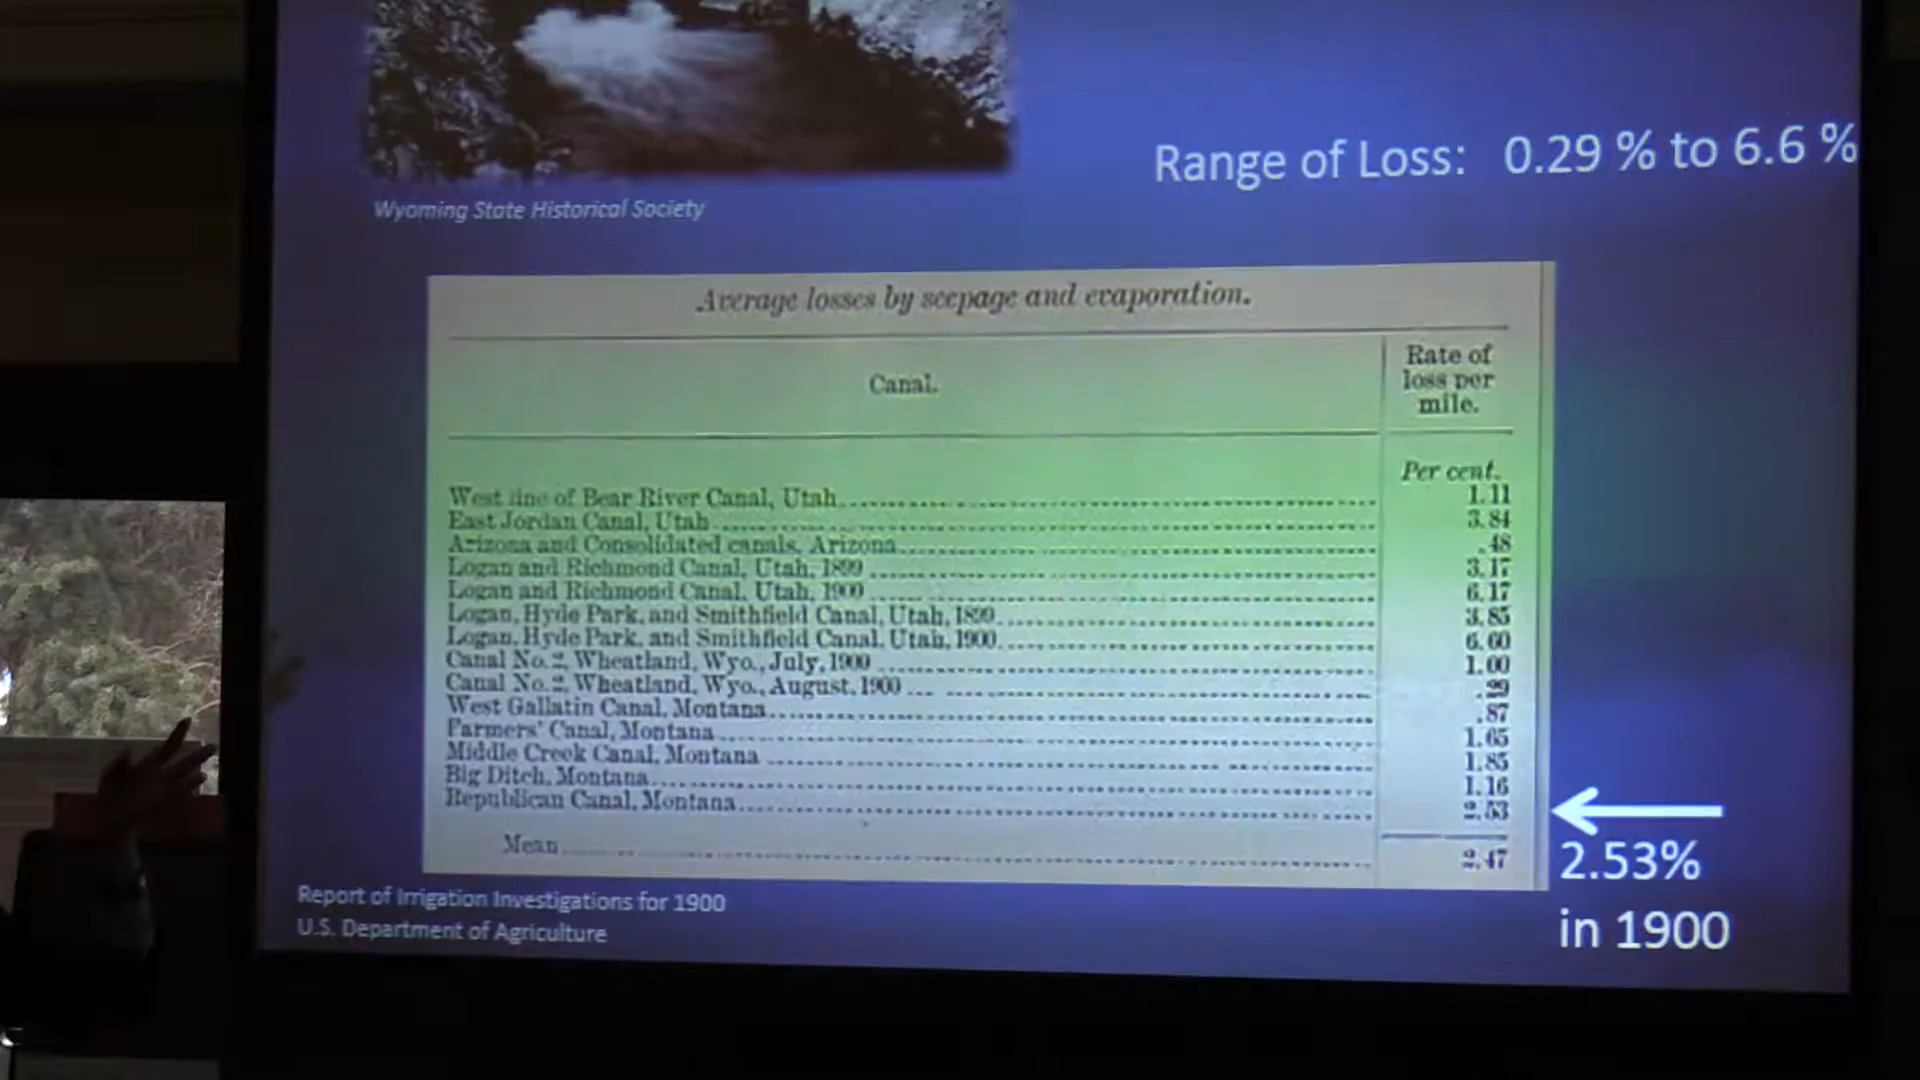 Range of Loss: 0.29 % to 6.6 %
Wyoming State Historical Society
Average losses by seepage and evaporation.
Canal.
Rate of
loss per
mile.
Per cent.
West line of Bear River Canal, Utah 1.11
East Jordan Canal, Utah 3.84
Arizona and Consolidated canals, Arizona .48
Logan and Richmond Canal, Utah, 1899 3.17
Logan and Richmond Canal, Utah, 1900 6.17
Logan, Hyde Park, and Smithfield Canal, Utah, 1899 3.85
Logan, Hyde Park, and Smithfield Canal, Utah, 1900 6.60
Canal No. 2, Wheatland, Wyo., July, 1900 1.00
Canal No. 2, Wheatland, Wyo., August, 1900 .29
West Gallatin Canal, Montana .87
Farmers' Canal, Montana 1.65
Middle Creek Canal, Montana 1.85
Big Ditch, Montana 1.16
Republican Canal, Montana 2.53
Mean 2.47
2.53%
in 1900
Report of Irrigation Investigations for 1900
U.S. Department of Agriculture